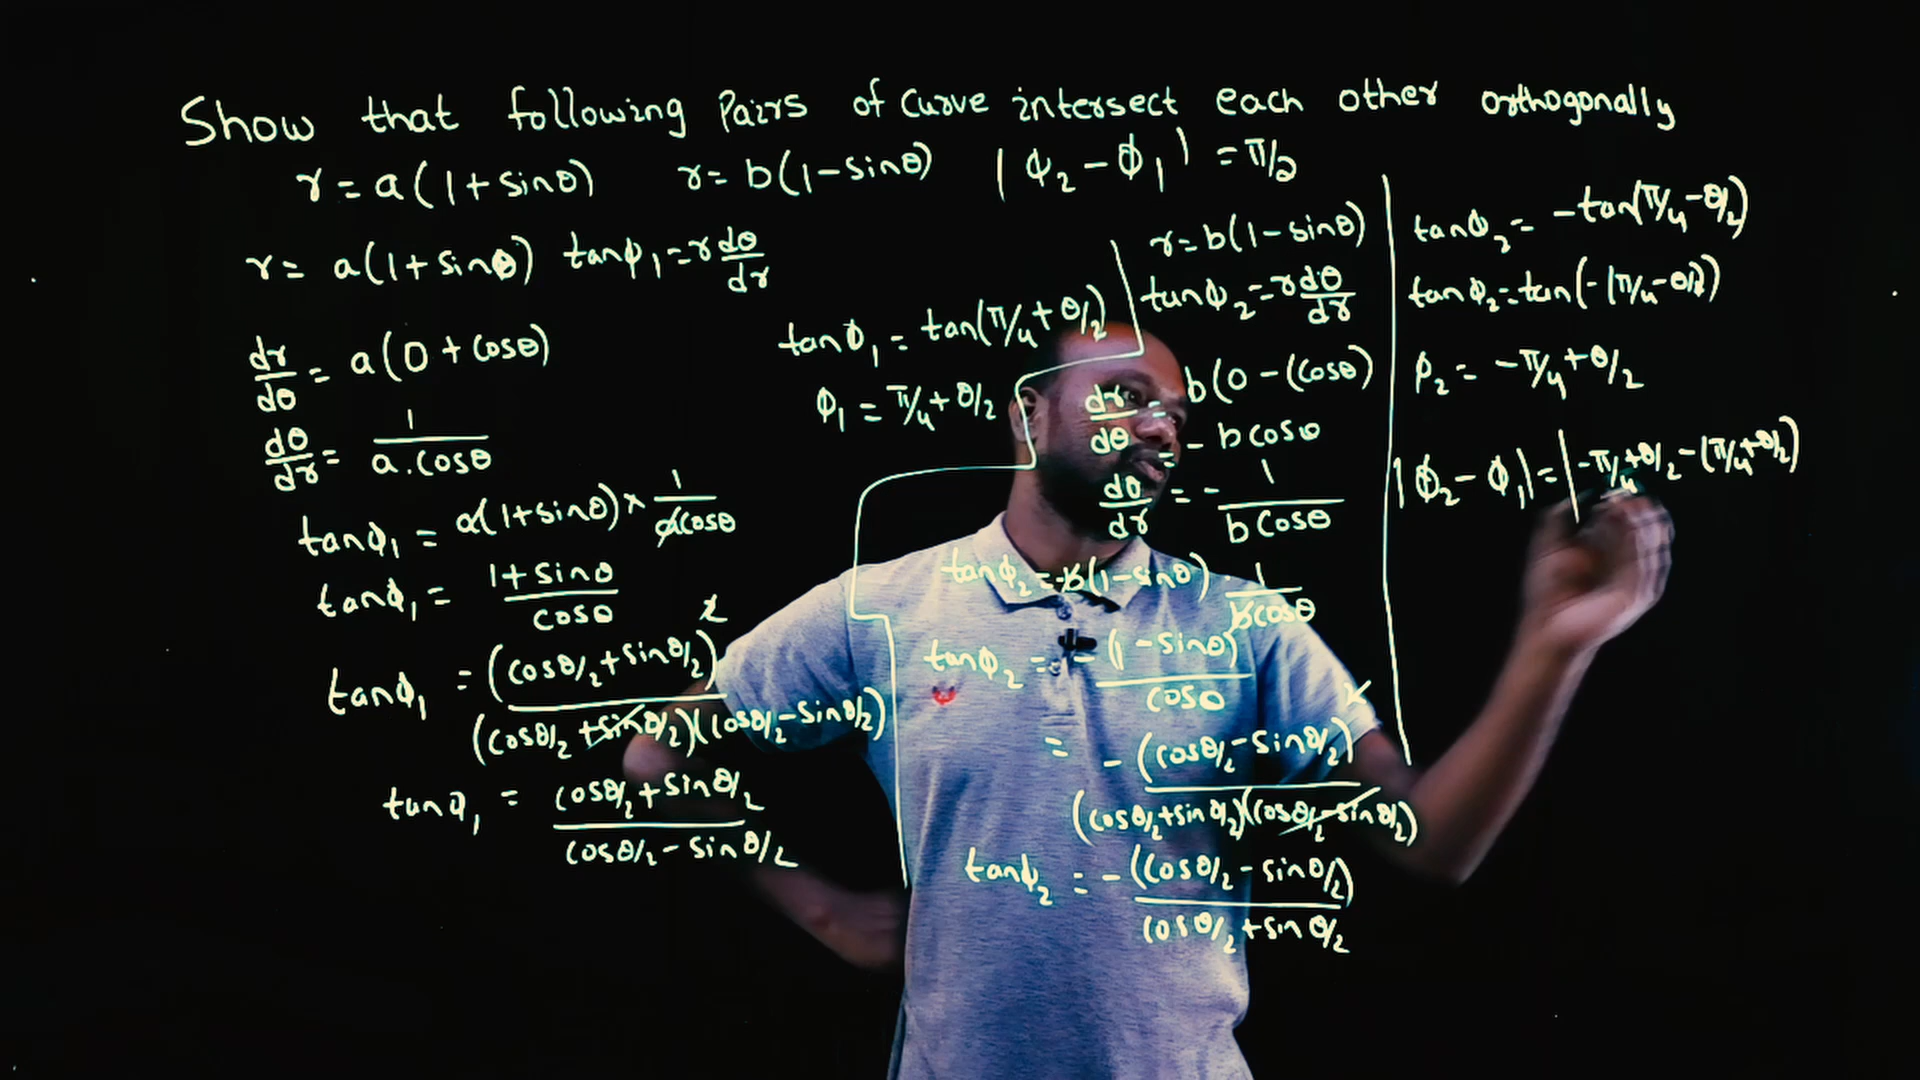 Show that following Pairs of Curve intersect each other orthogonally
r = a(1+sinθ) r = b(1-sinθ) |ϕ₂-ϕ₁| = π/2
r = a(1+sinθ) tanϕ₁ = r dθ/dr
dr/dθ = a(0+cosθ)
dθ/dr = 1/a.cosθ
tanϕ₁ = a(1+sinθ) × 1/acosθ
tanϕ₁ = 1+sinθ/cosθ
tanϕ₁ = (cosθ/2+sinθ/2)²/(cosθ/2+sinθ/2)(cosθ/2-sinθ/2)
tanϕ₁ = cosθ/2+sinθ/2/cosθ/2-sinθ/2
tanϕ₁ = tan(π/4+θ/2)
ϕ₁ = π/4+θ/2
r = b(1-sinθ)
tanϕ₂ = r dθ/dr
dr/dθ = b(0-(cosθ)
= -bcosθ
dθ/dr = -1/bcosθ
tanϕ₂ = -b(1-sinθ) · 1/bcosθ
tanϕ₂ = -(1-sinθ)/cosθ
= -(cosθ/2-sinθ/2)²/(cosθ/2+sinθ/2)(cosθ/2-sinθ/2)
tanϕ₂ = -(cosθ/2-sinθ/2)/cosθ/2+sinθ/2
tanϕ₂ = -tan(π/4-θ/2)
tanϕ₂ = tan(-(π/4-θ/2))
ϕ₂ = -π/4+θ/2
|ϕ₂-ϕ₁| = |-π/4+θ/2-(π/4+θ/2)